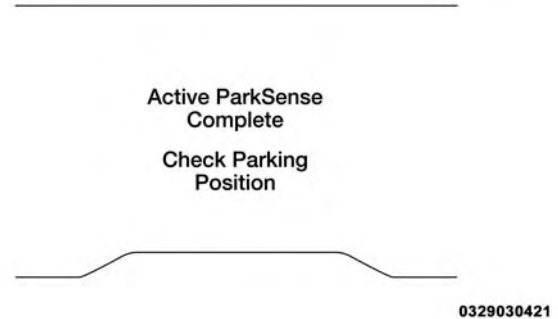 Active ParkSense
Complete
Check Parking
Position
0329030421